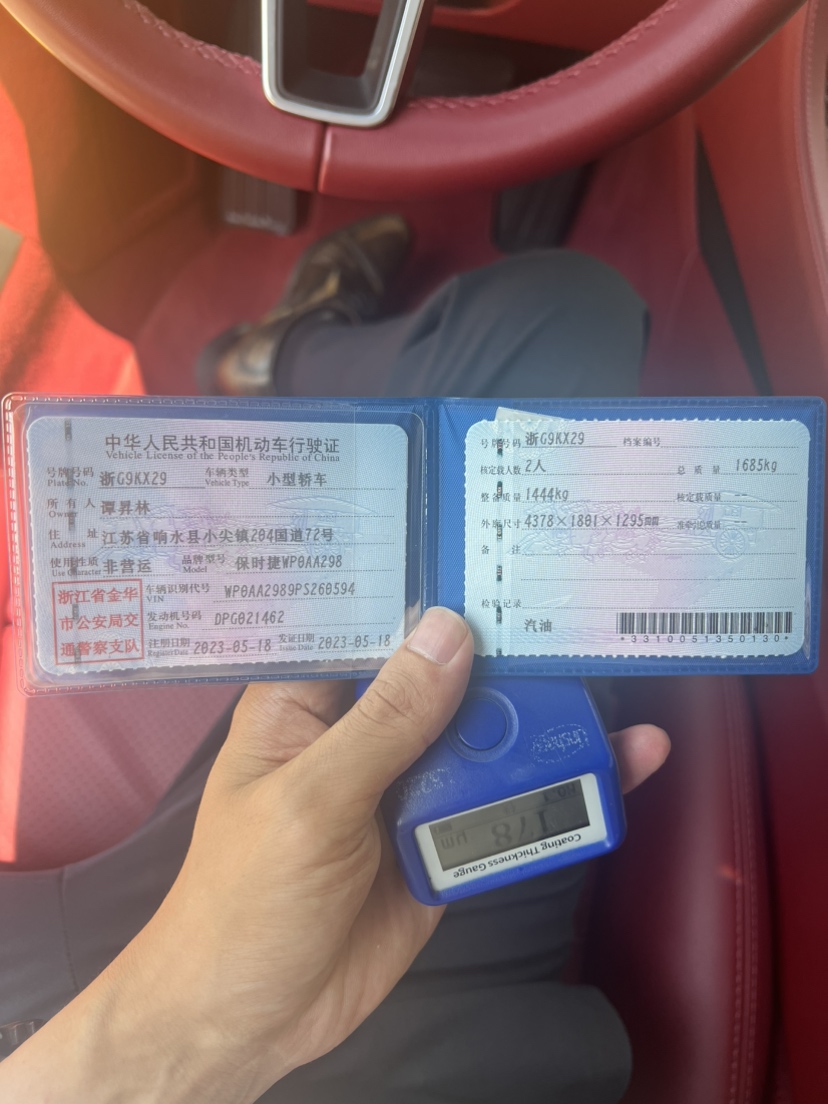 中华人民共和国机动车行驶证
Vehicle License of the People's Republic of China
号牌号码 浙G9KX29 车辆类型 小型轿车
Plate No. Vehicle Type
所有人 谭昇林
Owner
住址 江苏省响水县小尖镇204国道72号
Address
使用性质 非营运 品牌型号 保时捷WP0AA298
Use Character Model
浙江省金华
市公安局交
通警察支队
车辆识别代号 WP0AA2989PS260594
VIN
发动机号码 DPG021462
Engine No.
注册日期 2023-05-18 发证日期 2023-05-18
Register Date Issue Date
号牌号码 浙G9KX29 档案编号
核定载人数 2人 总质量 1685kg
整备质量 1444kg 核定载质量 --
外廓尺寸 4378×1801×1295mm 准牵引总质量 --
备注
检验记录
汽油
*3310051350130*
178 μm
Coating Thickness Gauge